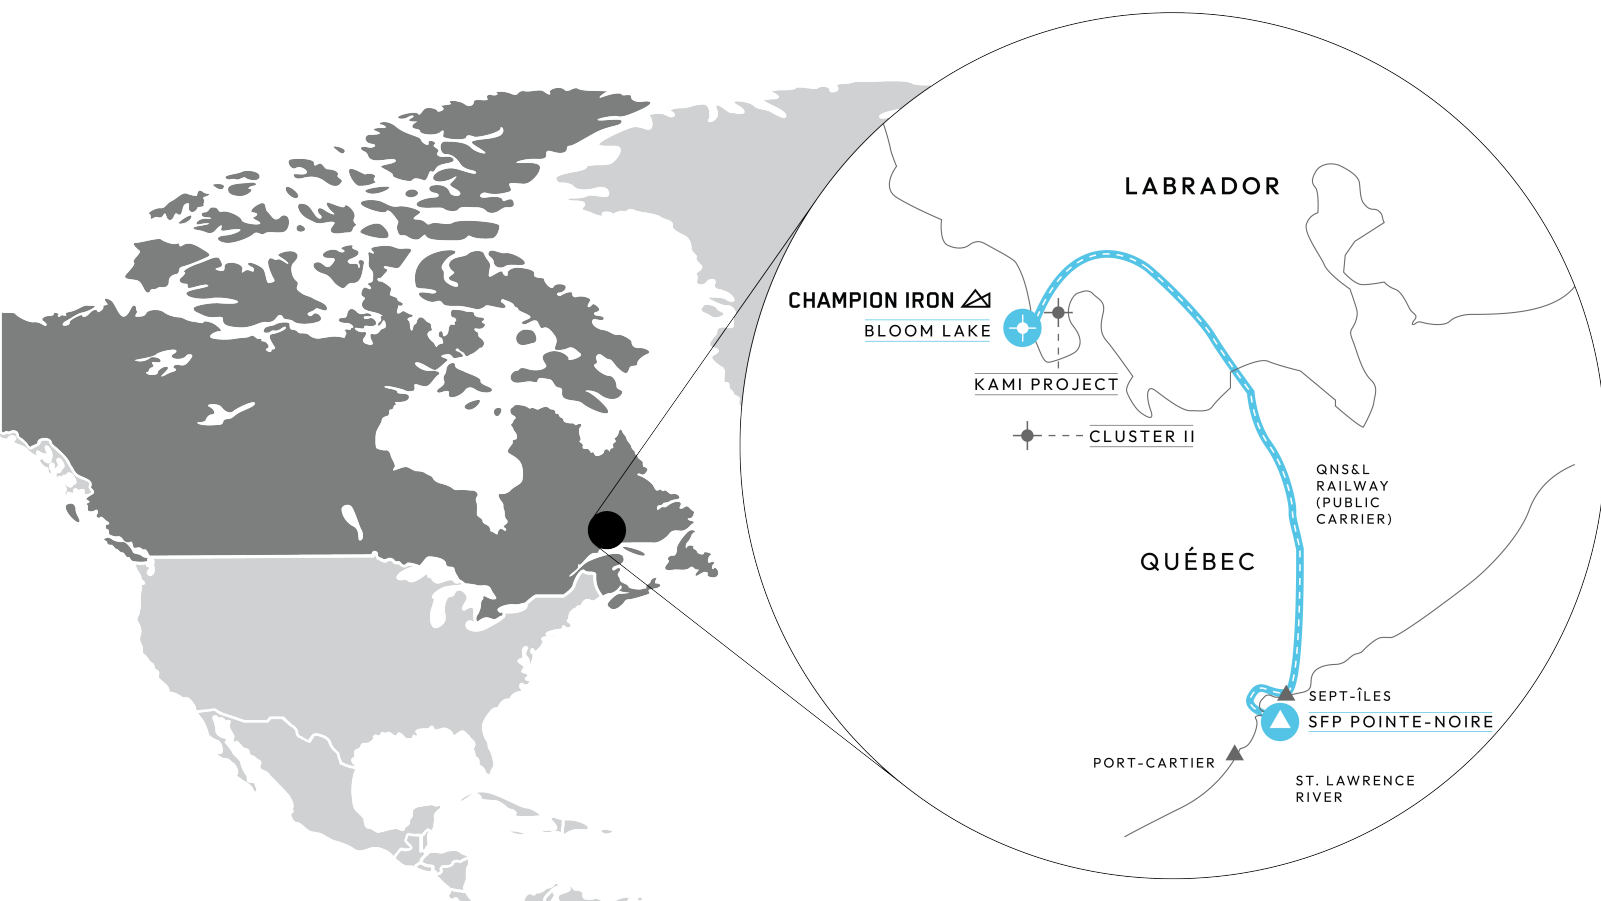 LABRADOR
CHAMPION IRON
BLOOM LAKE
KAMI PROJECT
CLUSTER II
QNS&L
RAILWAY
(PUBLIC
CARRIER)
QUÉBEC
SEPT-ÎLES
SFP POINTE-NOIRE
PORT-CARTIER
ST. LAWRENCE
RIVER